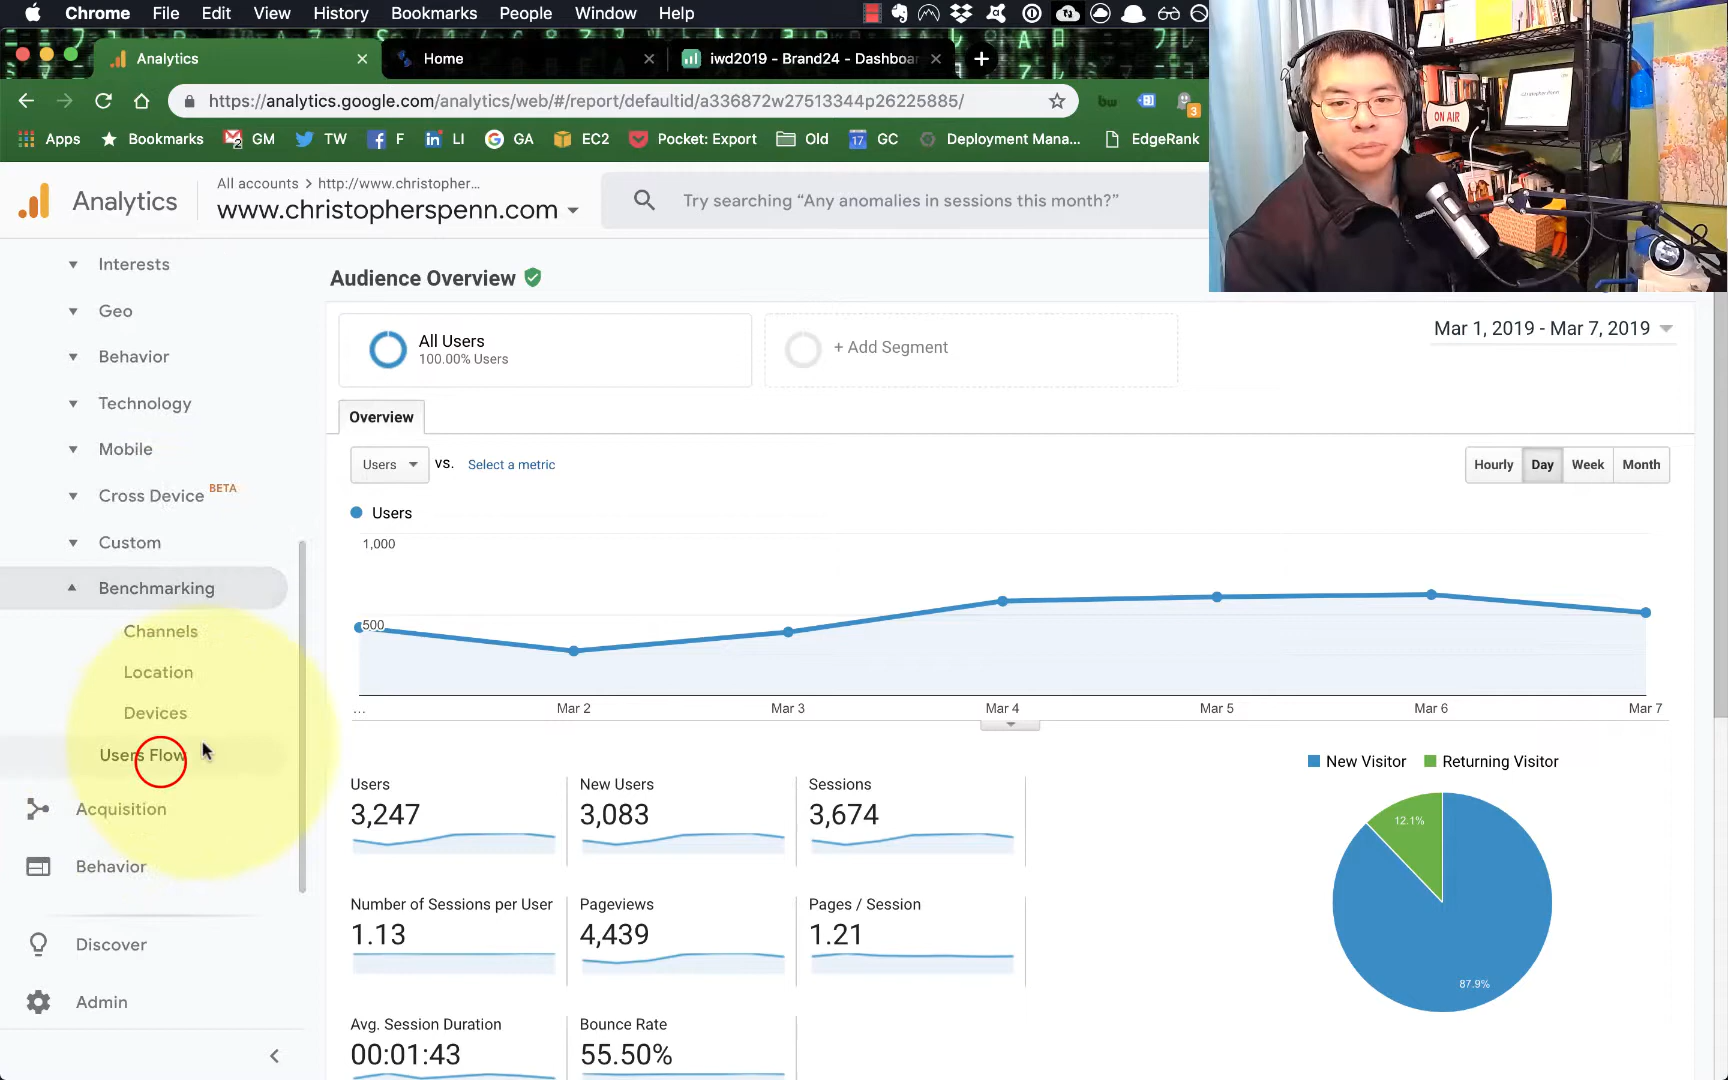 Chrome File Edit View History Bookmarks People Window Help
Analytics
Home
iwd2019 - Brand24 - Dashboar
https://analytics.google.com/analytics/web/#/report/defaultid/a336872w27513344p26225885/
3
Apps Bookmarks GM TW F LI GA EC2 Pocket: Export Old GC Deployment Mana... EdgeRank
2
17
ON AIR
Analytics
All accounts > http://www.christopher...
www.christopherspenn.com
Try searching “Any anomalies in sessions this month?”
Interests
Geo
Behavior
Technology
Mobile
Cross Device BETA
Custom
Benchmarking
Channels
Location
Devices
Users Flow
Acquisition
Behavior
Discover
Admin
Audience Overview
All Users
100.00% Users
+ Add Segment
Mar 1, 2019 - Mar 7, 2019
Overview
Users vs. Select a metric
Hourly Day Week Month
Users
1,000
500
... Mar 2 Mar 3 Mar 4 Mar 5 Mar 6 Mar 7
New Visitor Returning Visitor
12.1%
87.9%
Users
3,247
New Users
3,083
Sessions
3,674
Number of Sessions per User
1.13
Pageviews
4,439
Pages / Session
1.21
Avg. Session Duration
00:01:43
Bounce Rate
55.50%